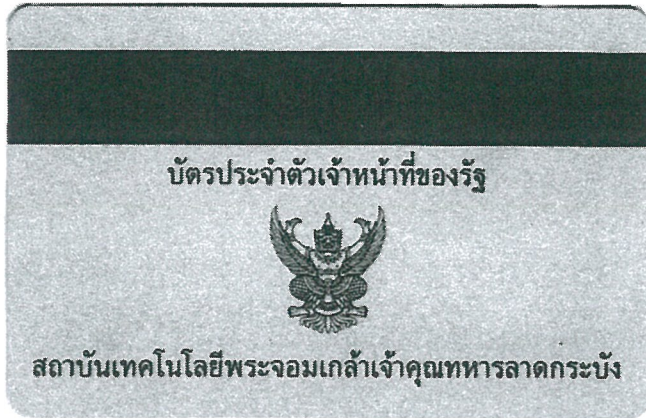 บัตรประจำตัวเจ้าหน้าที่ของรัฐ
สถาบันเทคโนโลยีพระจอมเกล้าเจ้าคุณทหารลาดกระบัง